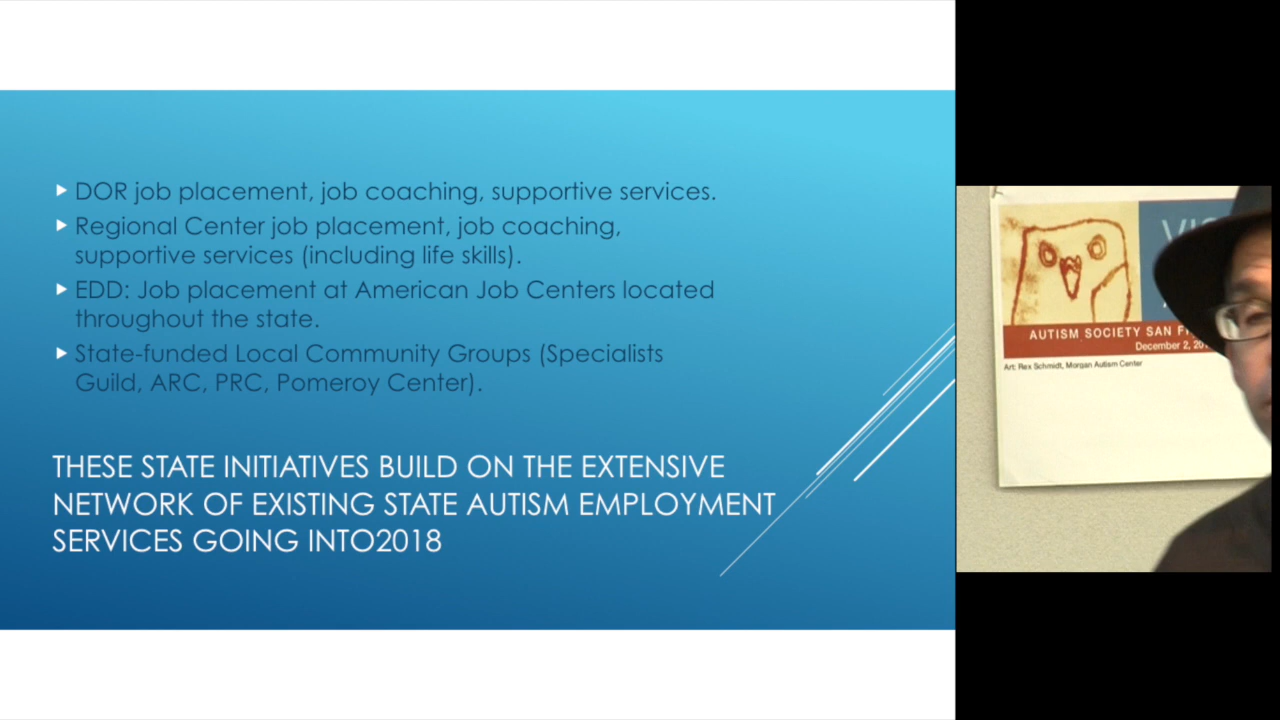 DOR job placement, job coaching, supportive services.
Regional Center job placement, job coaching,
supportive services (including life skills).
EDD: Job placement at American Job Centers located
throughout the state.
State-funded Local Community Groups (Specialists
Guild, ARC, PRC, Pomeroy Center).
THESE STATE INITIATIVES BUILD ON THE EXTENSIVE
NETWORK OF EXISTING STATE AUTISM EMPLOYMENT
SERVICES GOING INTO2018
AUTISM SOCIETY SAN
December 2,
Art: Rex Schmidt, Morgan Autism Center